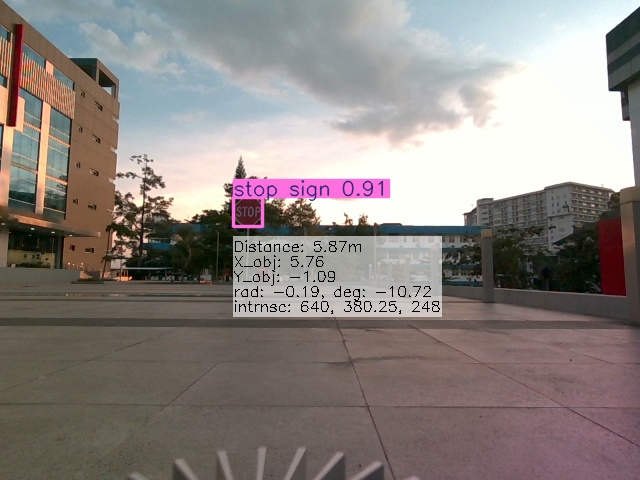 stop sign 0.91
STOP
Distance: 5.87m
X_obj: 5.76
Y_obj: −1.09
rad: −0.19, deg: −10.72
intrnsc: 640, 380.25, 248